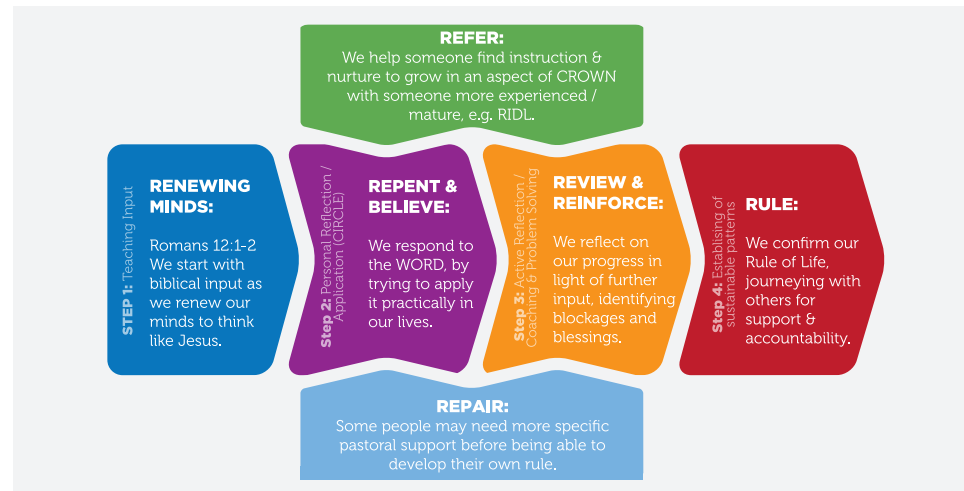 REFER:
We help someone find instruction &
nurture to grow in an aspect of CROWN
with someone more experienced /
mature, e.g. RIDL.
STEP 1: Teaching Input
RENEWING
MINDS:
Romans 12:1-2
We start with
biblical input as
we renew our
minds to think
like Jesus.
Step 2: Personal Reflection /
Application (CIRCLE)
REPENT &
BELIEVE:
We respond to
the WORD, by
trying to apply
it practically in
our lives.
Step 3: Active Reflection /
Coaching & Problem Solving
REVIEW &
REINFORCE:
We reflect on
our progress in
light of further
input, identifying
blockages and
blessings.
Step 4: Establising of
sustainable patterns
RULE:
We confirm our
Rule of Life,
journeying with
others for
support &
accountability.
REPAIR:
Some people may need more specific
pastoral support before being able to
develop their own rule.